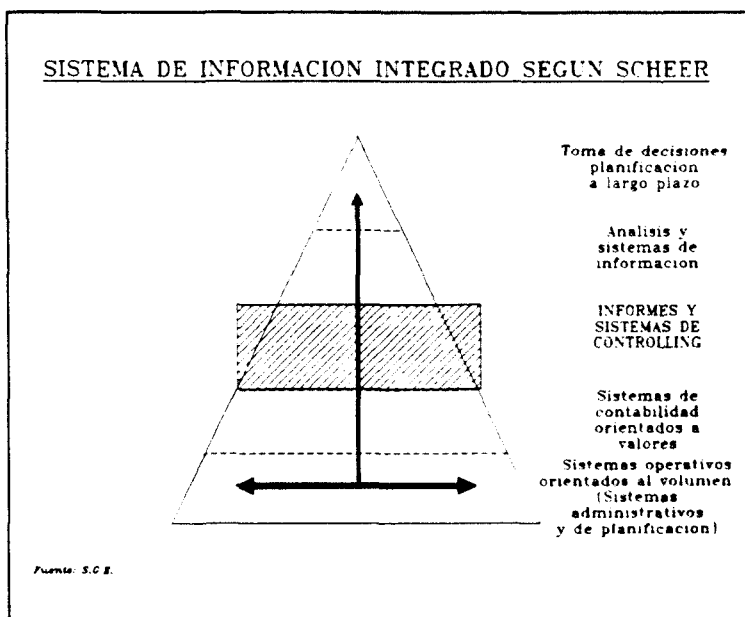 SISTEMA DE INFORMACION INTEGRADO SEGUN SCHEER
Toma de decisiones
planificacion
a largo plazo
Analisis y
sistemas de
informacion
INFORMES Y
SISTEMAS DE
CONTROLLING
Sistemas de
contabilidad
orientados a
valores
Sistemas operativos
orientados al volumen
(Sistemas
administrativos
y de planificacion)
Fuente: S.G.E.